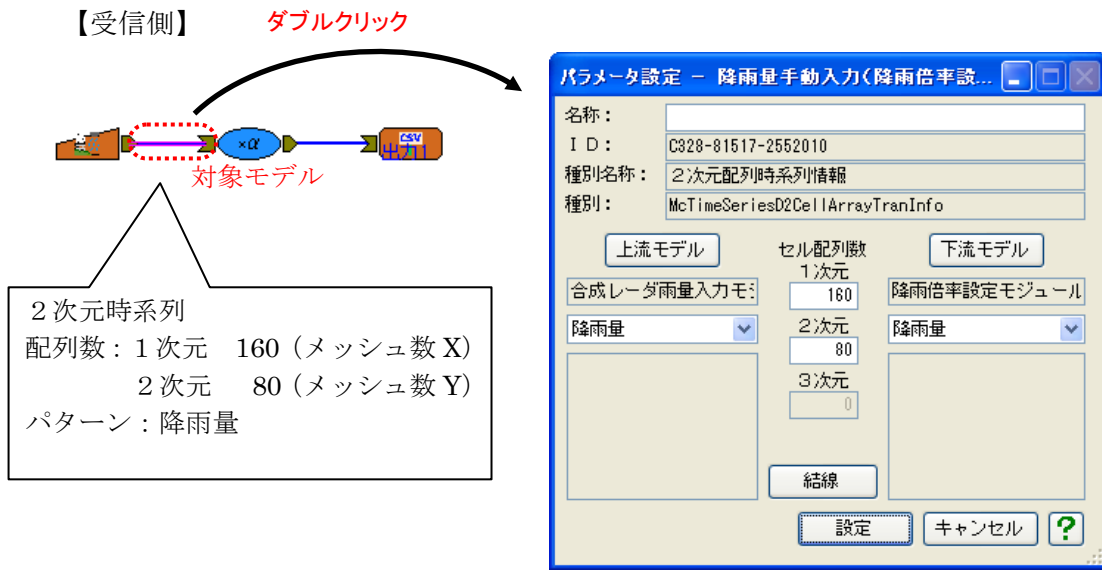 【受信側】
ダブルクリック
×α
CSV
出力1
対象モデル
２次元時系列
配列数：１次元　160（メッシュ数 X）
２次元　80（メッシュ数 Y）
パターン：降雨量
パラメータ設定 － 降雨量手動入力(降雨倍率設...
名称：
ＩＤ：
C328-81517-2552010
種別名称：
２次元配列時系列情報
種別：
McTimeSeriesD2CellArrayTranInfo
上流モデル
セル配列数
下流モデル
１次元
合成レーダ雨量入力モ
160
降雨倍率設定モジュール
降雨量
２次元
降雨量
80
３次元
0
結線
設定
キャンセル
?